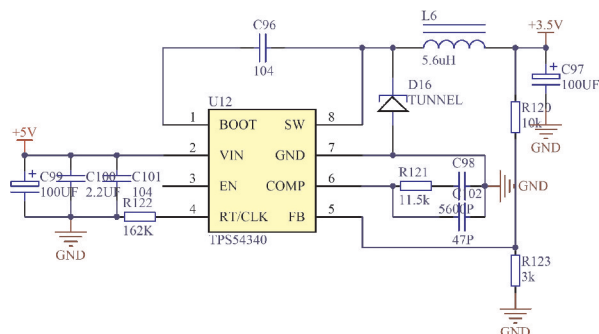 L6
+3.5V
C96
104
5.6uH
C97
100UF
D16
TUNNEL
U12
R120
10k
1
BOOT
SW
8
+5V
2
VIN
GND
7
GND
C99
100UF
C100
2.2UF
C101
104
3
EN
COMP
6
R121
11.5k
C98
5600P
GND
R122
162K
4
RT/CLK
FB
5
47P
GND
TPS54340
R123
3k
GND